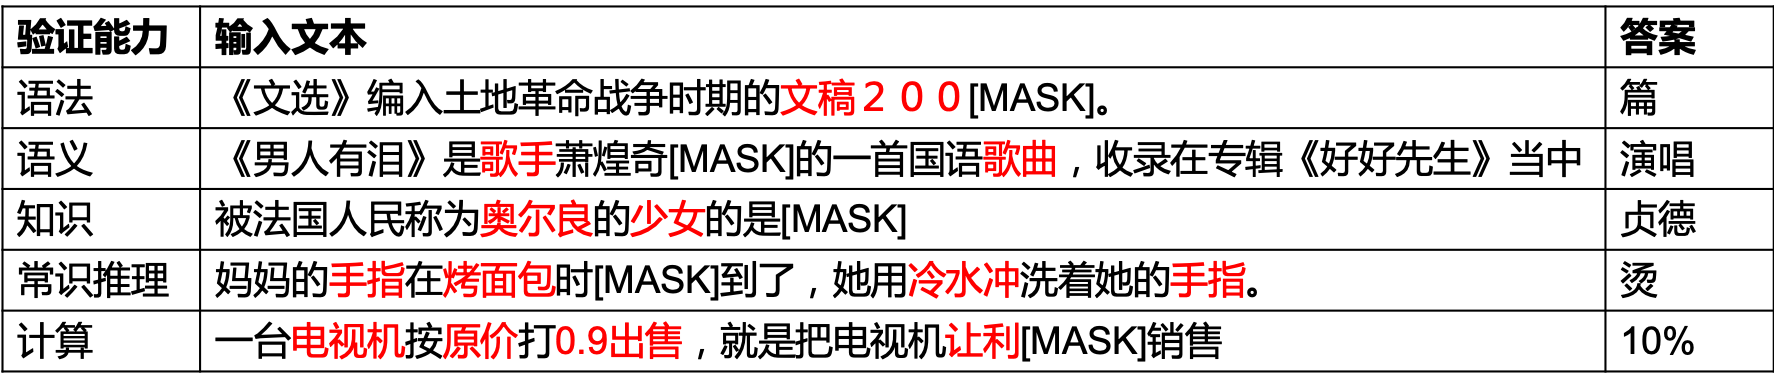 验证能力 输入文本 答案
语法 《文选》编入土地革命战争时期的文稿２００[MASK]。 篇
语义 《男人有泪》是歌手萧煌奇[MASK]的一首国语歌曲，收录在专辑《好好先生》当中 演唱
知识 被法国人民称为奥尔良的少女的是[MASK] 贞德
常识推理 妈妈的手指在烤面包时[MASK]到了，她用冷水冲洗着她的手指。 烫
计算 一台电视机按原价打0.9出售，就是把电视机让利[MASK]销售 10%